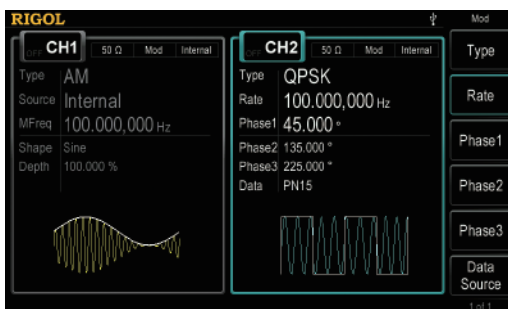 RIGOL
Mod
OFF CH1 50 Ω Mod Internal
Type AM
Source Internal
MFreq 100.000,000 Hz
Shape Sine
Depth 100.000 %
OFF CH2 50 Ω Mod Internal
Type QPSK
Rate 100.000,000 Hz
Phase1 45.000 °
Phase2 135.000 °
Phase3 225.000 °
Data PN15
Type
Rate
Phase1
Phase2
Phase3
Data
Source
1 of 1